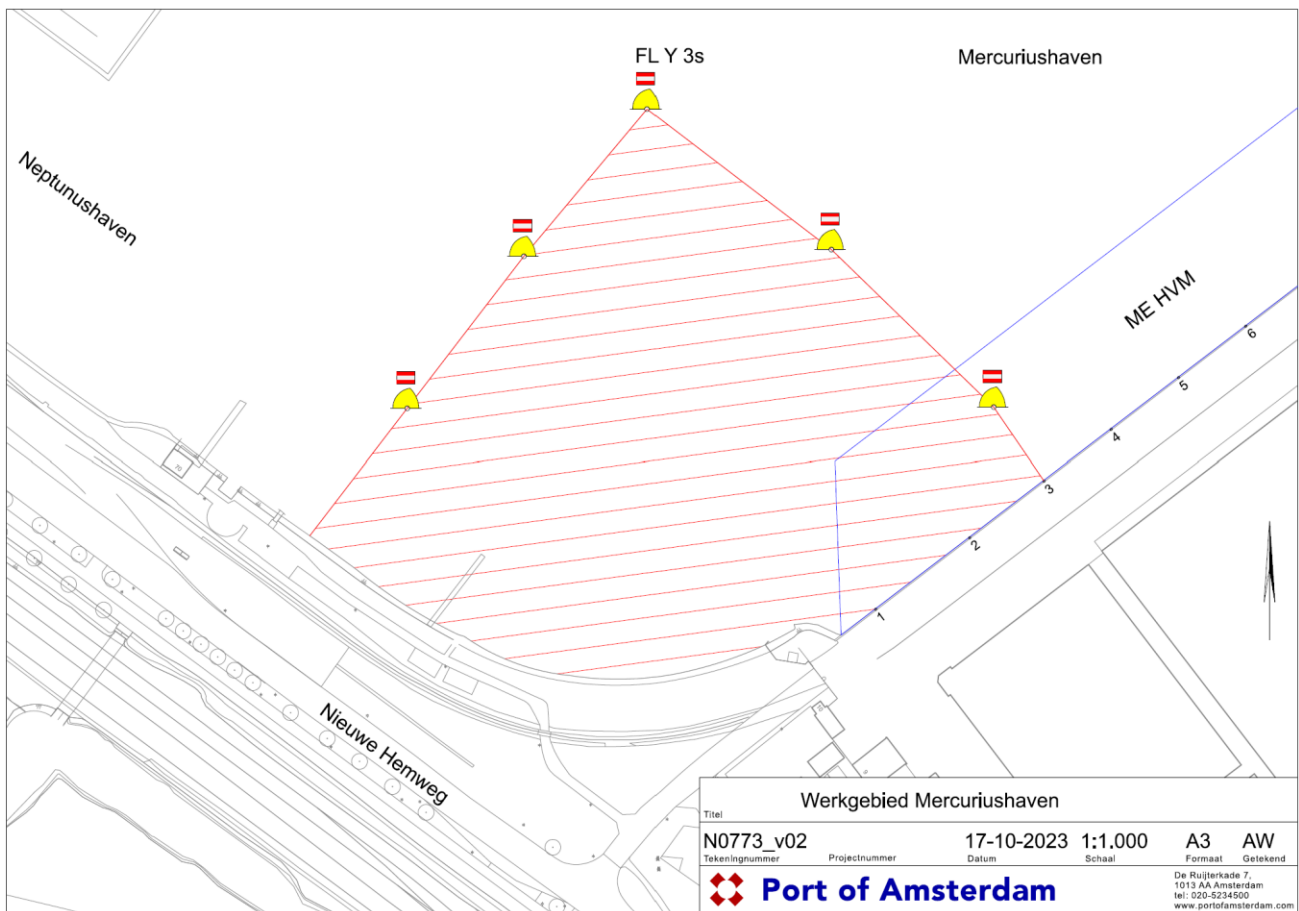 FL Y 3s
Mercuriushaven
Neptunushaven
ME HVM
6
5
4
3
2
1
70
Nieuwe Hemweg
Werkgebied Mercuriushaven
Titel
N0773_v02 17-10-2023 1:1.000 A3 AW
Tekeningnummer Projectnummer Datum Schaal Formaat Getekend
Port of Amsterdam
De Ruijterkade 7,
1013 AA Amsterdam
tel: 020-5234500
www.portofamsterdam.com